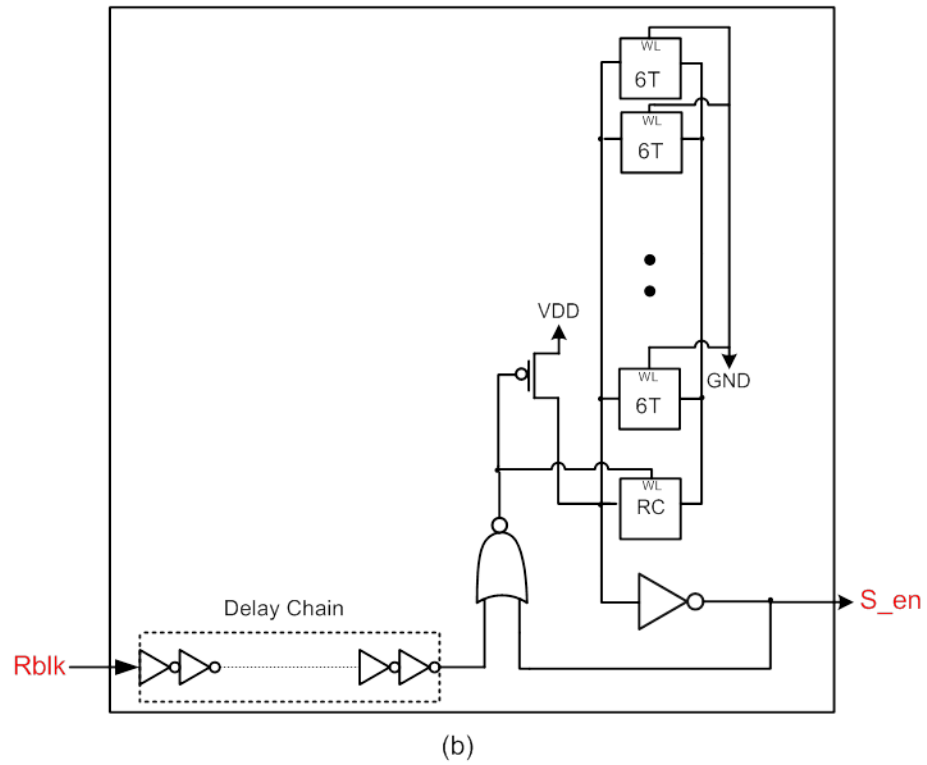 WL
6T
WL
6T
VDD
WL
GND
6T
WL
RC
Delay Chain
S_en
Rblk
(b)